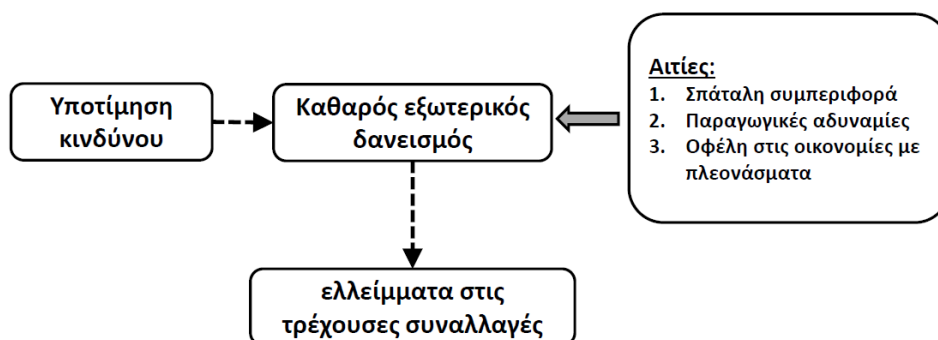 Υποτίμηση
κινδύνου
Καθαρός εξωτερικός
δανεισμός
Αιτίες:
1. Σπάταλη συμπεριφορά
2. Παραγωγικές αδυναμίες
3. Οφέλη στις οικονομίες με
πλεονάσματα
ελλείμματα στις
τρέχουσες συναλλαγές